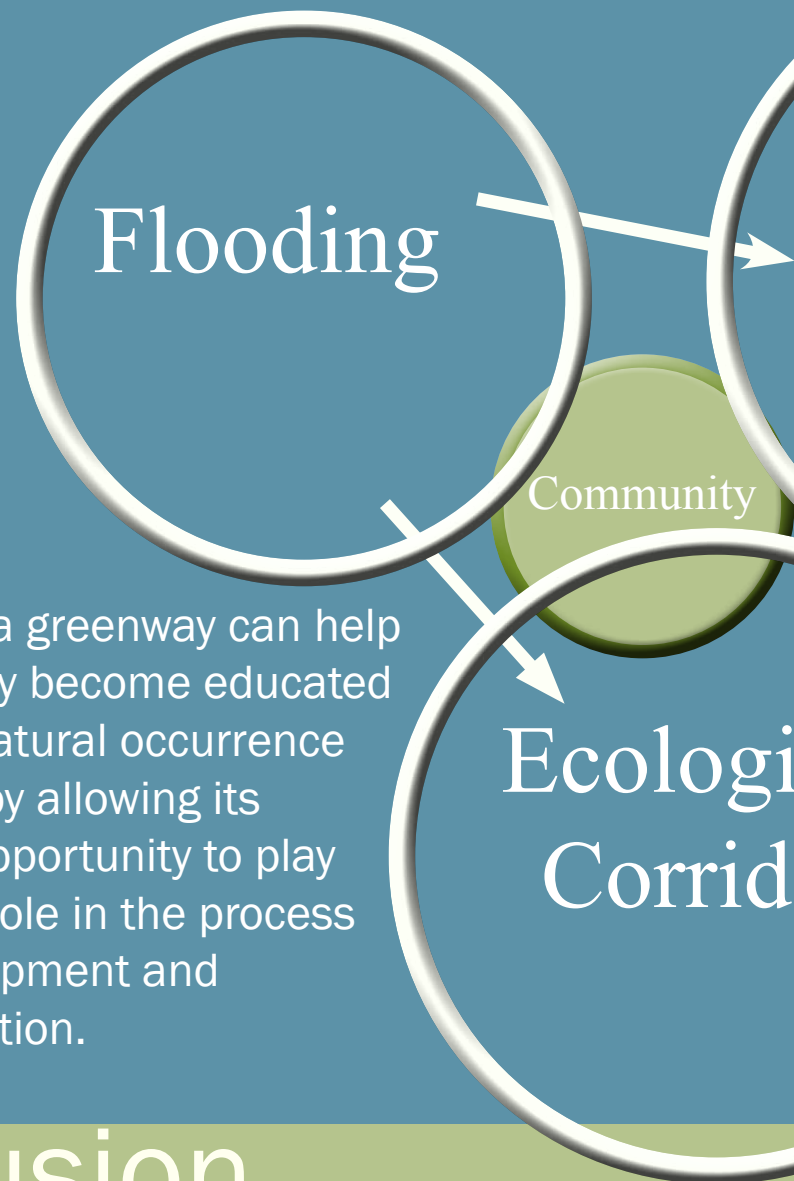 Flooding
Community
a greenway can help
y become educated
atural occurrence
by allowing its
pportunity to play
ole in the process
pment and
tion.
Ecologi
Corrid
usion